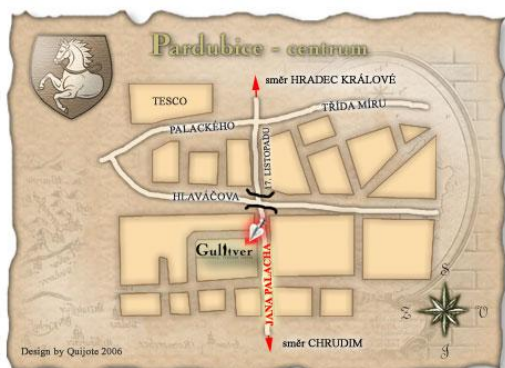 Pardubice - centrum
směr HRADEC KRÁLOVÉ
TESCO
TŘÍDA MÍRU
PALACKÉHO
17. LISTOPADU
HLAVÁČOVA
Gulliver
JANA PALACHA
S
Z
V
J
směr CHRUDIM
Design by Quijote 2006